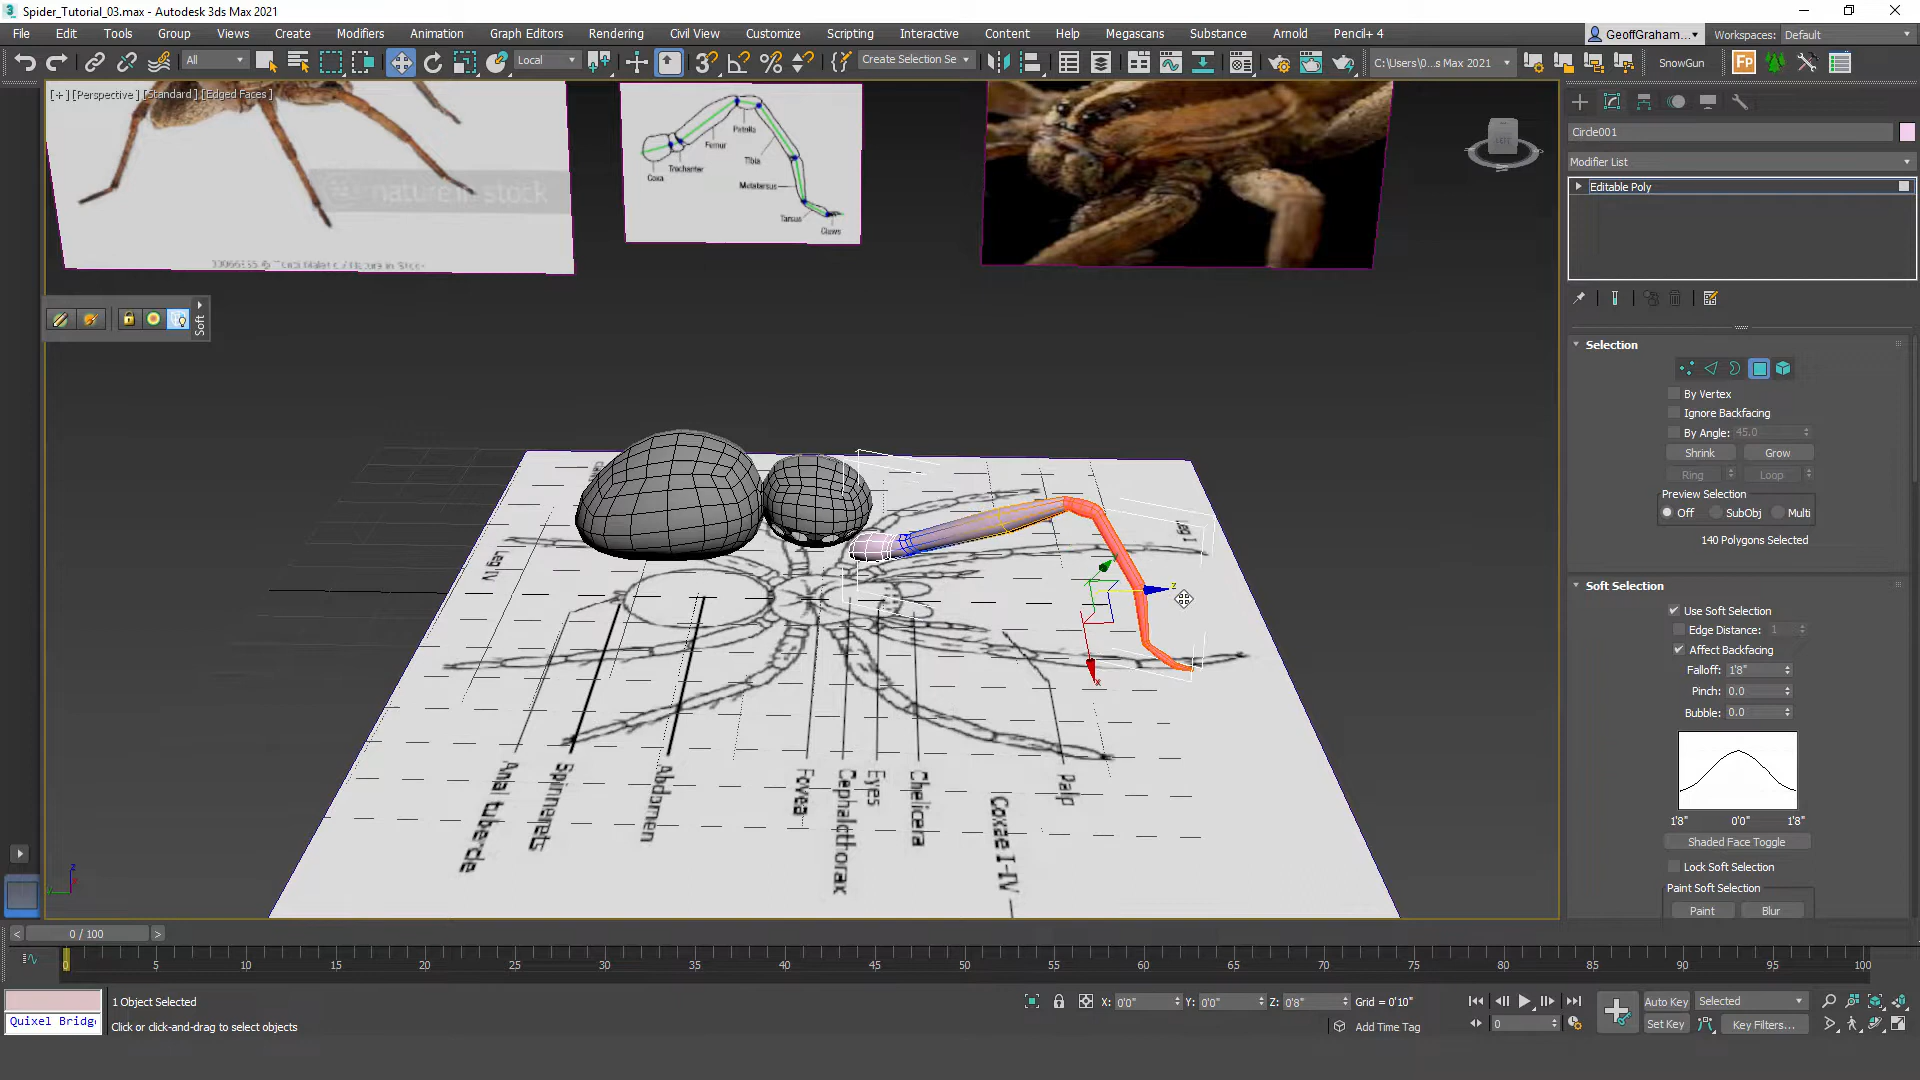 Spider_Tutorial_03.max - Autodesk 3ds Max 2021
File Edit Tools Group Views Create Modifiers Animation Graph Editors Rendering Civil View Customize Scripting Interactive Content Help Megascans Substance Arnold Pencil+ 4
GeoffGraham... Workspaces: Default
All Local Create Selection Se C:\Users\0...s Max 2021 SnowGun
[+] [Perspective] [Standard] [Edged Faces]
nature in stock
Coxa
Trochanter
Femur
Patella
Tibia
Metatarsus
Tarsus
Claws
Soft
Leg I
Leg IV
Anal tubercle
Spinnerets
Abdomen
Fovea
Cephalothorax
Eyes
Chelicera
Coxae I-IV
Palp
Circle001
Modifier List
Editable Poly
Selection
By Vertex
Ignore Backfacing
By Angle: 45.0
Shrink Grow
Ring Loop
Preview Selection
Off SubObj Multi
140 Polygons Selected
Soft Selection
Use Soft Selection
Edge Distance: 1
Affect Backfacing
Falloff: 1'8"
Pinch: 0.0
Bubble: 0.0
1'8" 0'0" 1'8"
Shaded Face Toggle
Lock Soft Selection
Paint Soft Selection
Paint Blur
z
x
z
0 / 100
0 5 10 15 20 25 30 35 40 45 50 55 60 65 70 75 80 85 90 95 100
1 Object Selected
Click or click-and-drag to select objects
Quixel Bridg
X: 0'0" Y: 0'0" Z: 0'8" Grid = 0'10"
Add Time Tag
0
Auto Key Selected
Set Key Key Filters...